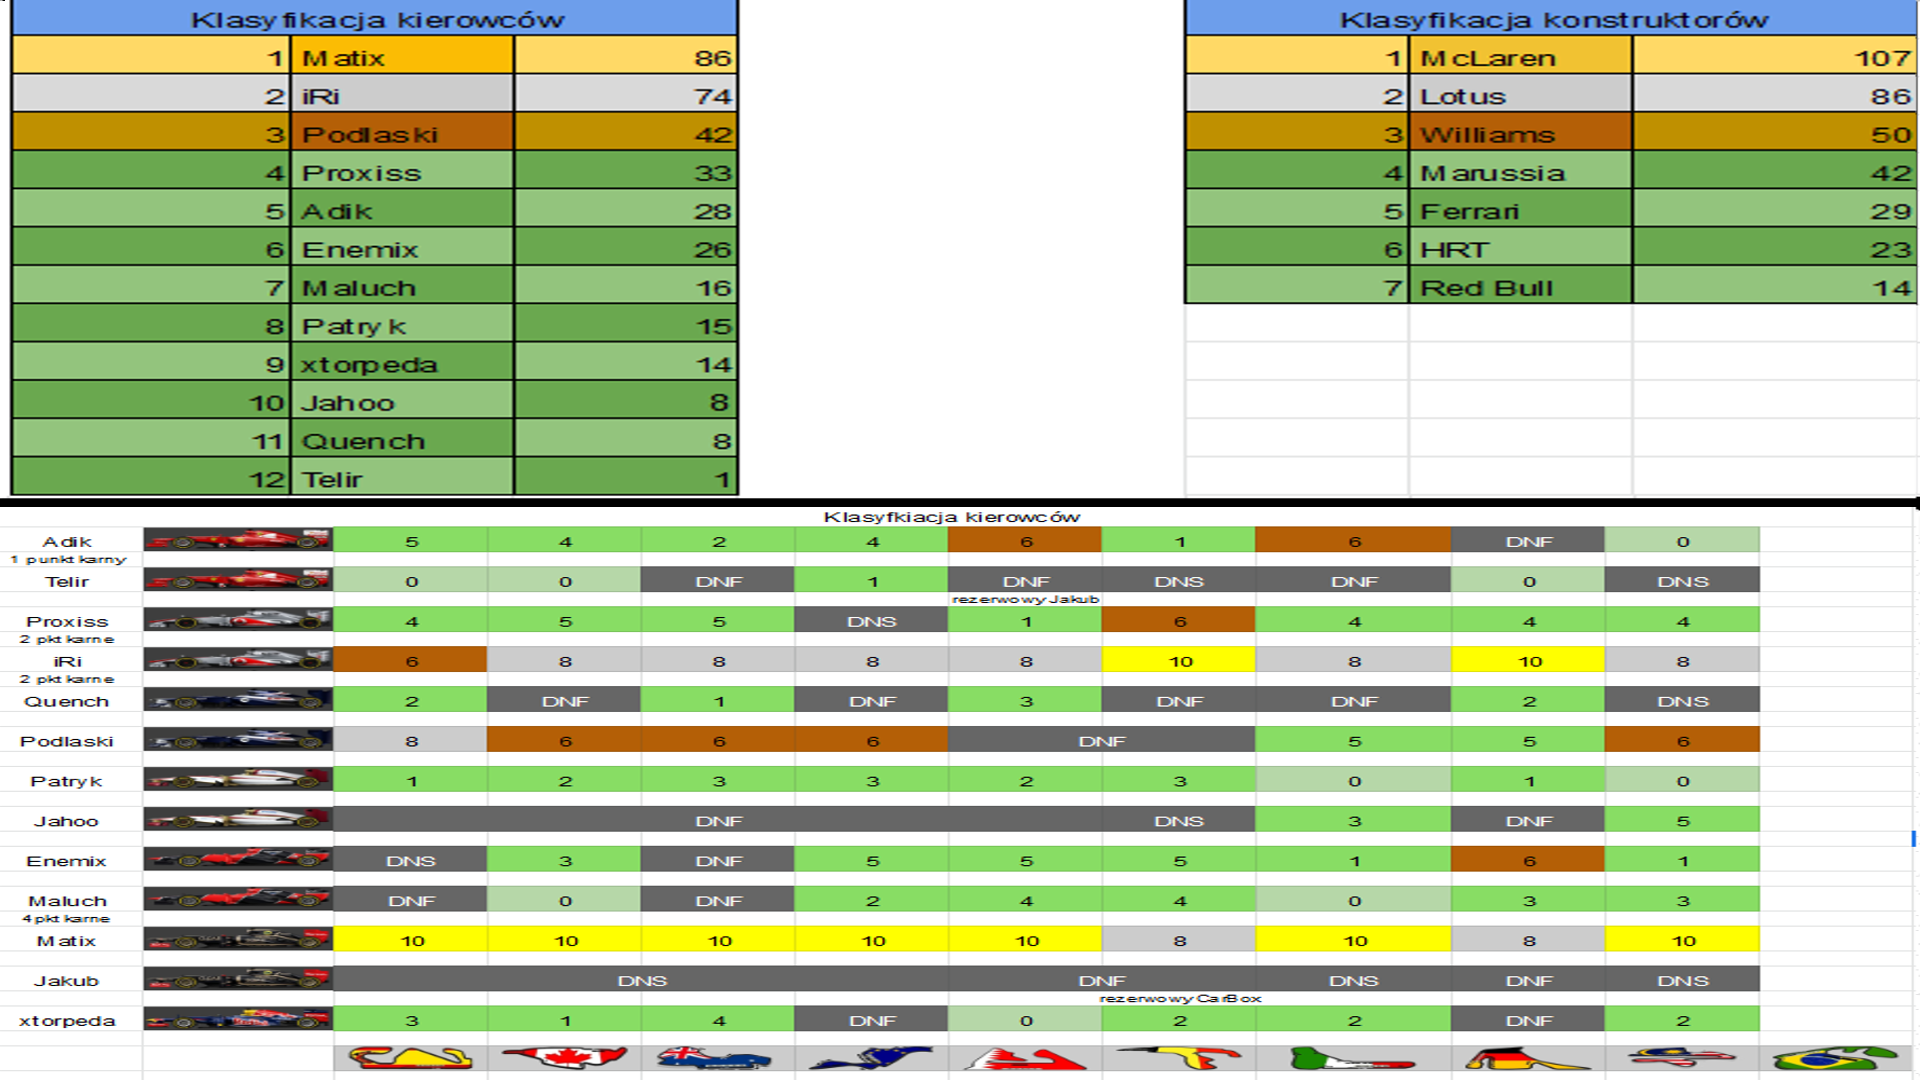 Klasyfikacja kierowców
1 Matix 86
2 iRi 74
3 Podlaski 42
4 Proxiss 33
5 Adik 28
6 Enemix 26
7 Maluch 16
8 Patryk 15
9 xtorpeda 14
10 Jahoo 8
11 Quench 8
12 Telir 1
Klasyfikacja konstruktorów
1 McLaren 107
2 Lotus 86
3 Williams 50
4 Marussia 42
5 Ferrari 29
6 HRT 23
7 Red Bull 14
Klasyfkiacja kierowców
Adik 5 4 2 4 6 1 6 DNF 0
1 punkt karny
Telir 0 0 DNF 1 DNF DNS DNF 0 DNS
rezerwowy Jakub
Proxiss 4 5 5 DNS 1 6 4 4 4
2 pkt karne
iRi 6 8 8 8 8 10 8 10 8
2 pkt karne
Quench 2 DNF 1 DNF 3 DNF DNF 2 DNS
Podlaski 8 6 6 6 DNF 5 5 6
Patryk 1 2 3 3 2 3 0 1 0
Jahoo DNF DNS 3 DNF 5
Enemix DNS 3 DNF 5 5 5 1 6 1
Maluch DNF 0 DNF 2 4 4 0 3 3
4 pkt karne
Matix 10 10 10 10 10 8 10 8 10
Jakub DNS DNF DNS DNF DNS
rezerwowy CarBox
xtorpeda 3 1 4 DNF 0 2 2 DNF 2